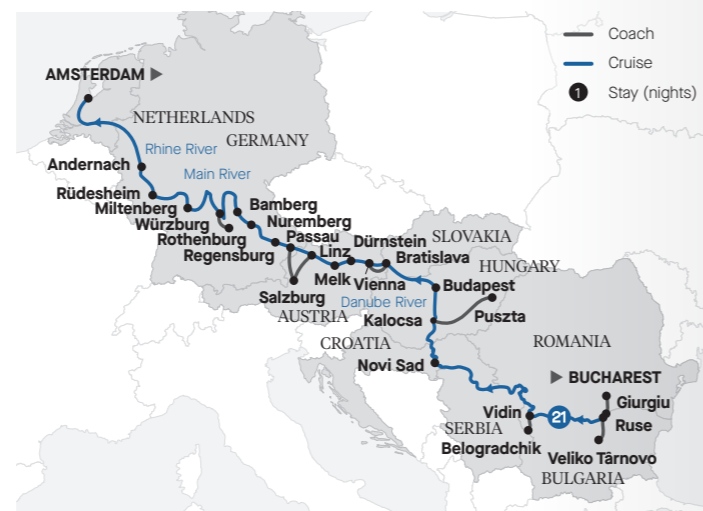 Coach
Cruise
1 Stay (nights)
AMSTERDAM
NETHERLANDS
GERMANY
Rhine River
Andernach
Main River
Rüdesheim
Miltenberg
Würzburg
Rothenburg
Regensburg
Bamberg
Nuremberg
Passau
Linz
Dürnstein
SLOVAKIA
Bratislava
Melk
Vienna
HUNGARY
Salzburg
Danube River
Budapest
AUSTRIA
Kalocsa
Puszta
CROATIA
ROMANIA
Novi Sad
BUCHAREST
Giurgiu
Vidin
21
Ruse
SERBIA
Belogradchik
Veliko Târnovo
BULGARIA